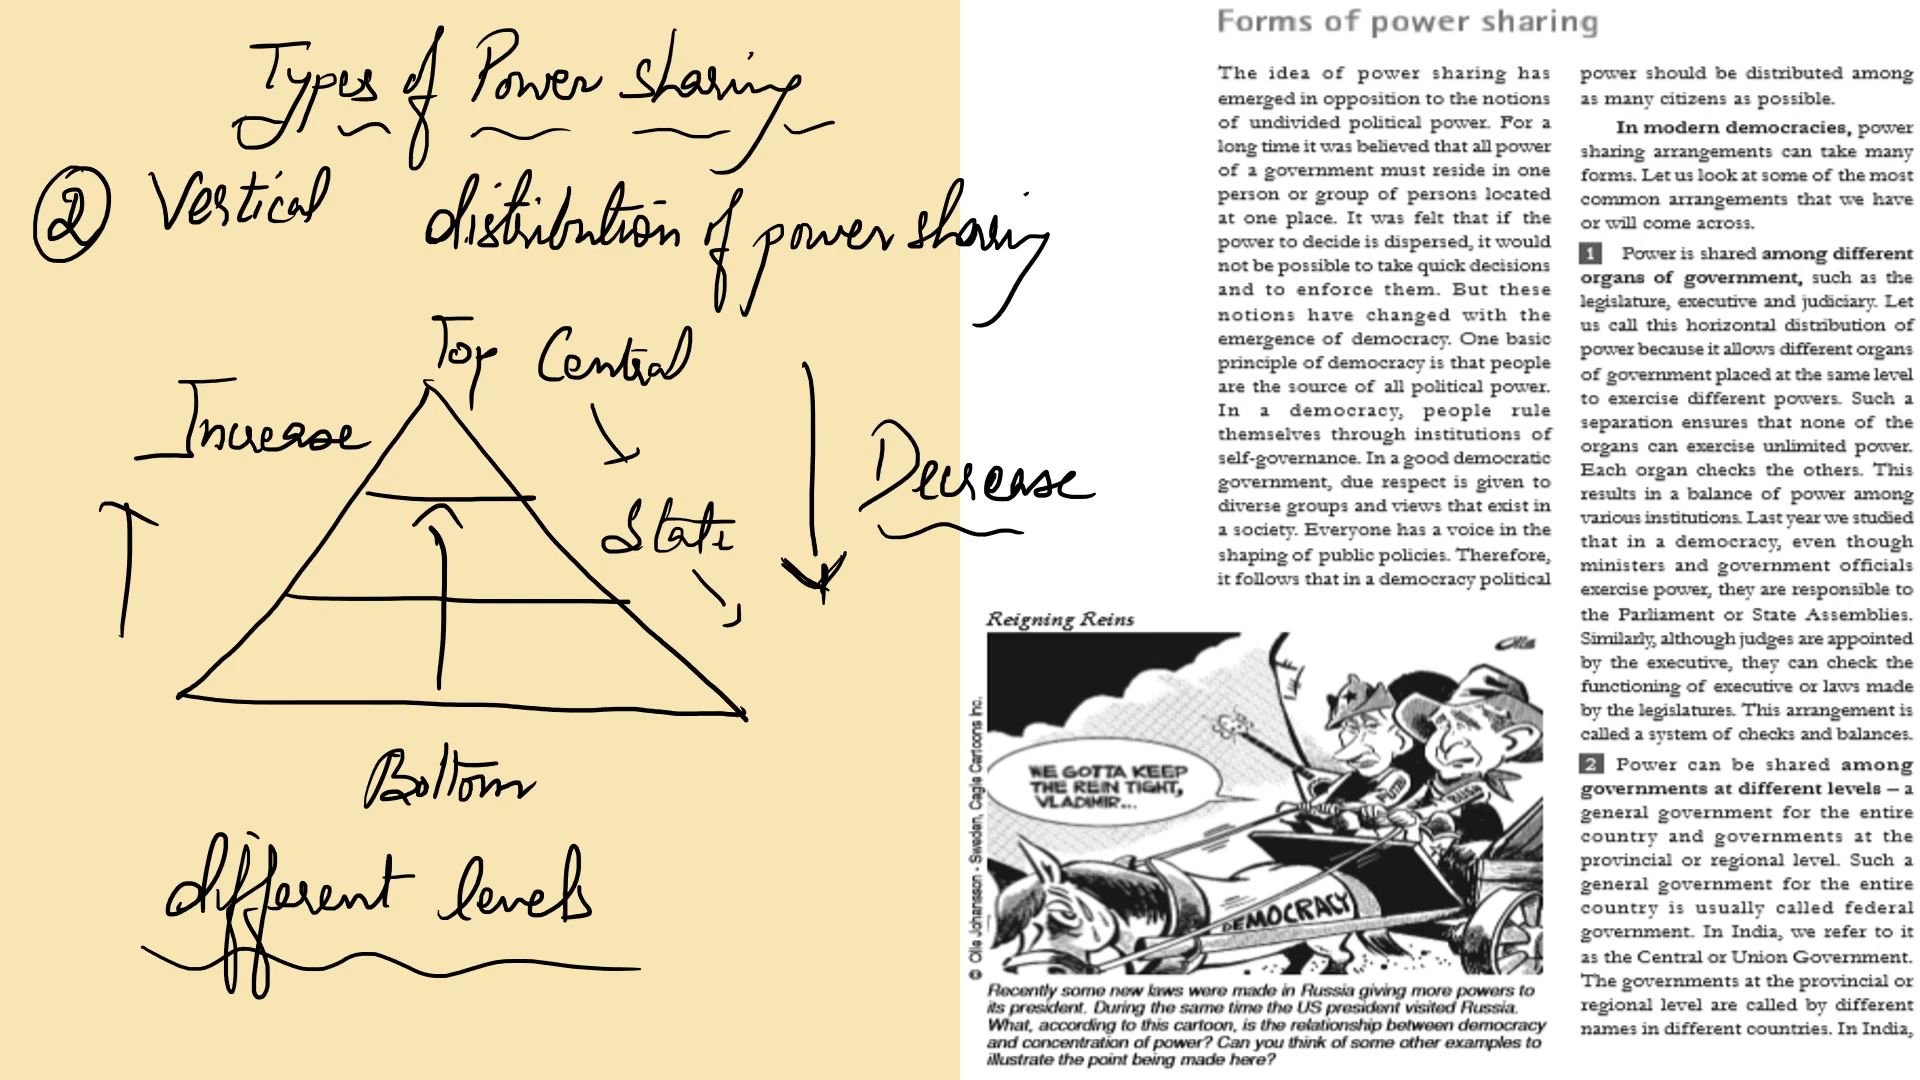 Types of Power sharing
2 Vertical distribution of power sharing
Top Central
Increase
Decrease
State
Bottom
different levels
Forms of power sharing
The idea of power sharing has
emerged in opposition to the notions
of undivided political power. For a
long time it was believed that all power
of a government must reside in one
person or group of persons located
at one place. It was felt that if the
power to decide is dispersed, it would
not be possible to take quick decisions
and to enforce them. But these
notions have changed with the
emergence of democracy. One basic
principle of democracy is that people
are the source of all political power.
In a democracy, people rule
themselves through institutions of
self-governance. In a good democratic
government, due respect is given to
diverse groups and views that exist in
a society. Everyone has a voice in the
shaping of public policies. Therefore,
it follows that in a democracy political
power should be distributed among
as many citizens as possible.
In modern democracies, power
sharing arrangements can take many
forms. Let us look at some of the most
common arrangements that we have
or will come across.
1 Power is shared among different
organs of government, such as the
legislature, executive and judiciary. Let
us call this horizontal distribution of
power because it allows different organs
of government placed at the same level
to exercise different powers. Such a
separation ensures that none of the
organs can exercise unlimited power.
Each organ checks the others. This
results in a balance of power among
various institutions. Last year we studied
that in a democracy, even though
ministers and government officials
exercise power, they are responsible to
the Parliament or State Assemblies.
Similarly, although judges are appointed
by the executive, they can check the
functioning of executive or laws made
by the legislatures. This arrangement is
called a system of checks and balances.
2 Power can be shared among
governments at different levels – a
general government for the entire
country and governments at the
provincial or regional level. Such a
general government for the entire
country is usually called federal
government. In India, we refer to it
as the Central or Union Government.
The governments at the provincial or
regional level are called by different
names in different countries. In India,
Reigning Reins
WE GOTTA KEEP
THE REIN TIGHT,
VLADIMIR...
PUTIN
BUSH
DEMOCRACY
© Olle Johansson - Sweden, Cagle Cartoons Inc.
Recently some new laws were made in Russia giving more powers to
its president. During the same time the US president visited Russia.
What, according to this cartoon, is the relationship between democracy
and concentration of power? Can you think of some other examples to
illustrate the point being made here?